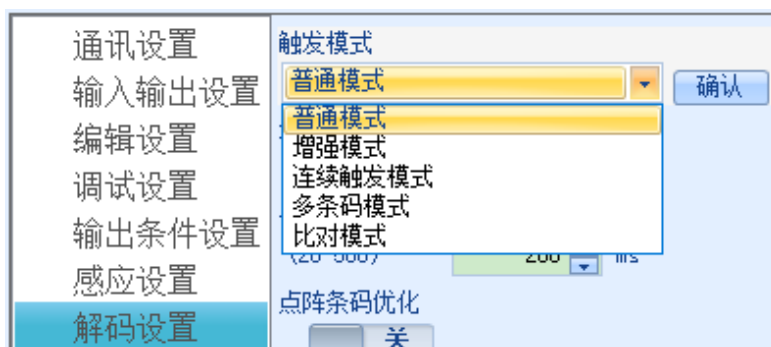 通讯设置
输入输出设置
编辑设置
调试设置
输出条件设置
感应设置
解码设置
触发模式
普通模式
确认
普通模式
增强模式
连续触发模式
多条码模式
比对模式
ms
点阵条码优化
关